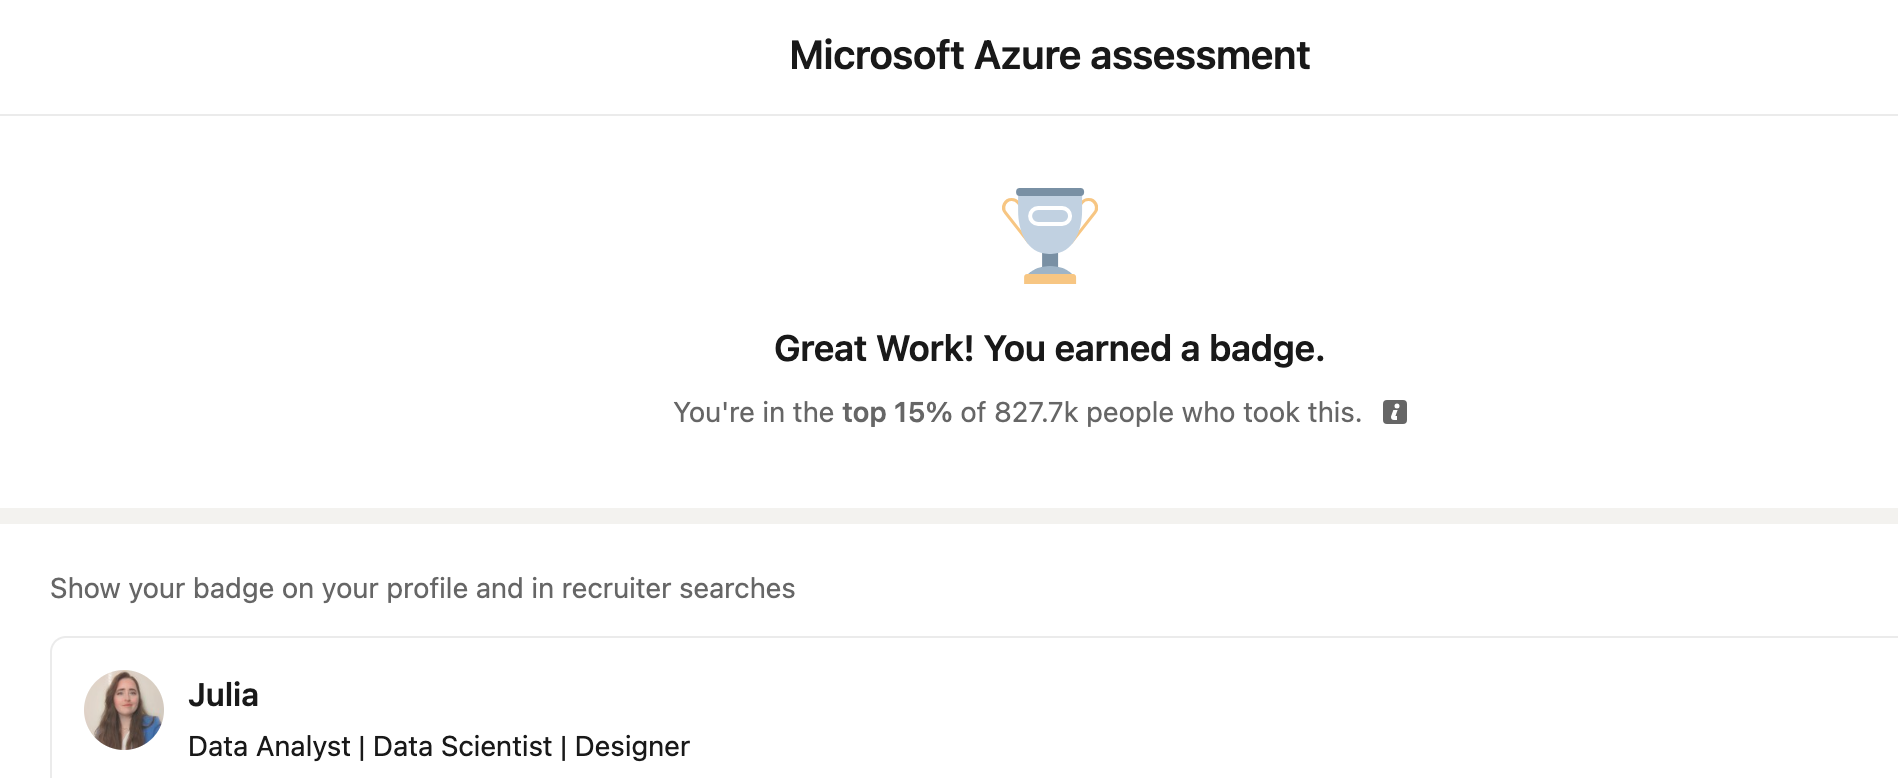 Microsoft Azure assessment
Great Work! You earned a badge.
You're in the top 15% of 827.7k people who took this. i
Show your badge on your profile and in recruiter searches
Julia
Data Analyst | Data Scientist | Designer